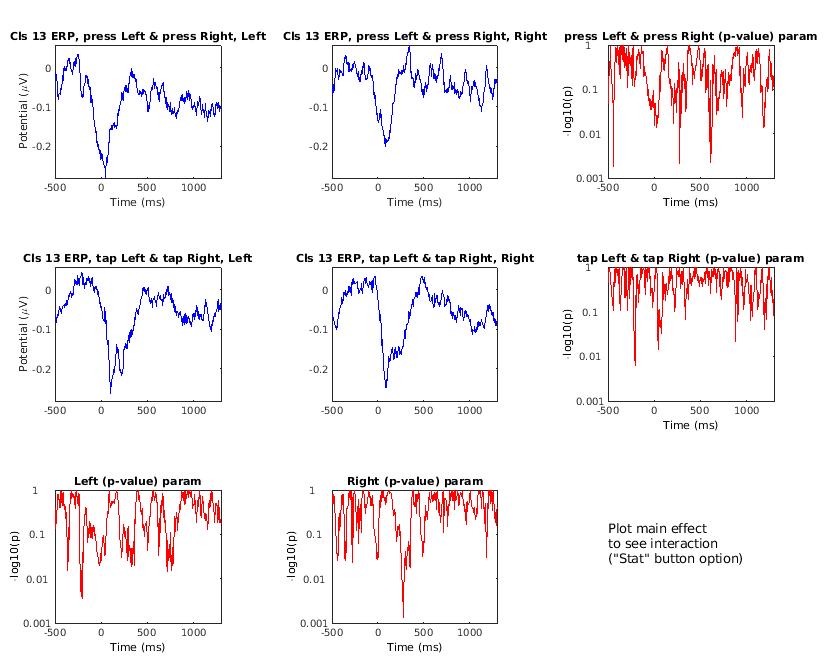 Cls 13 ERP, press Left & press Right, Left
Cls 13 ERP, press Left & press Right, Right
press Left & press Right (p-value) param
Potential (μV)
0
-0.1
-0.2
-500 0 500 1000
Time (ms)
0
-0.1
-0.2
-500 0 500 1000
Time (ms)
-log10(p)
1
0.1
0.01
0.001
-500 0 500 1000
Time (ms)
Cls 13 ERP, tap Left & tap Right, Left
Cls 13 ERP, tap Left & tap Right, Right
tap Left & tap Right (p-value) param
Potential (μV)
0
-0.1
-0.2
-500 0 500 1000
Time (ms)
0
-0.1
-0.2
-500 0 500 1000
Time (ms)
-log10(p)
1
0.1
0.01
0.001
-500 0 500 1000
Time (ms)
Left (p-value) param
Right (p-value) param
-log10(p)
1
0.1
0.01
0.001
-500 0 500 1000
Time (ms)
-log10(p)
1
0.1
0.01
0.001
-500 0 500 1000
Time (ms)
Plot main effect
to see interaction
("Stat" button option)